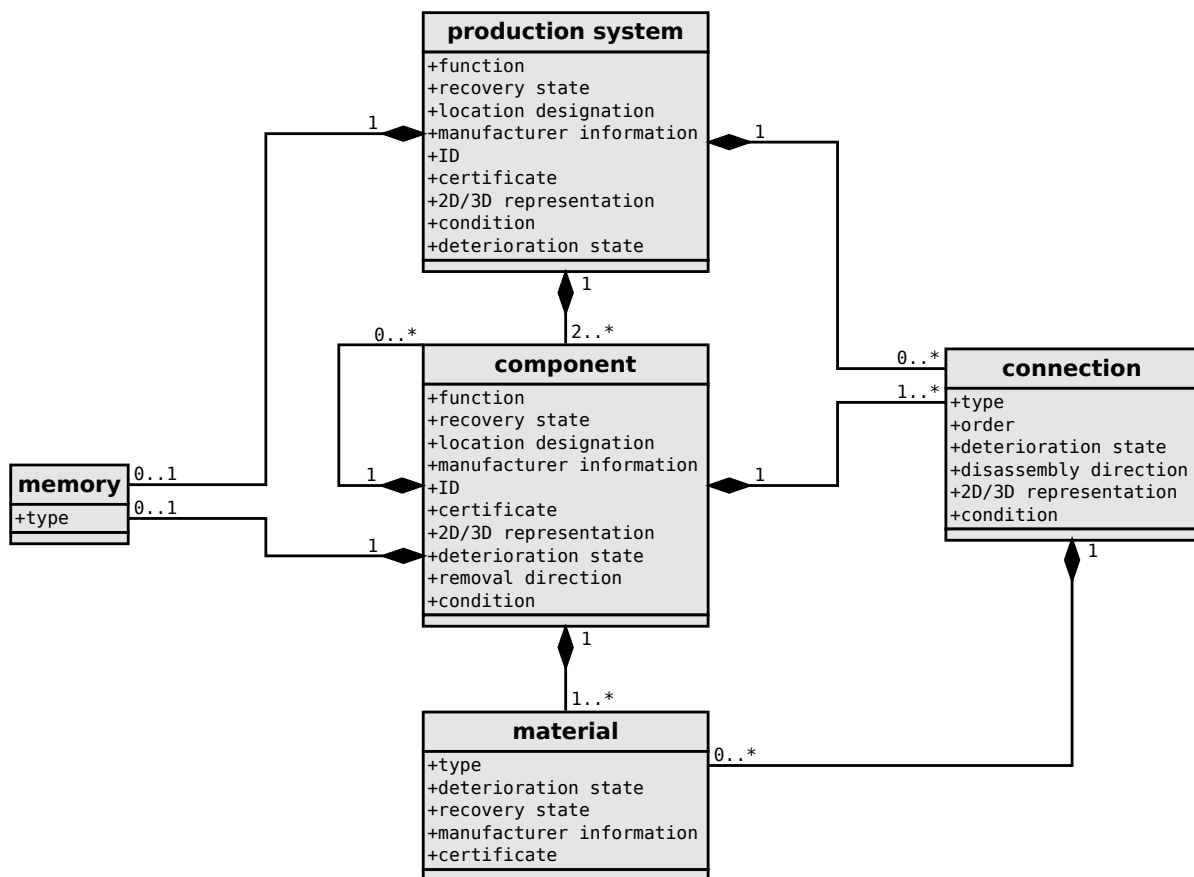 production system
+function
+recovery state
+location designation
+manufacturer information
+ID
+certificate
+2D/3D representation
+condition
+deterioration state
1
1
1
2..*
0..*
component
+function
+recovery state
+location designation
+manufacturer information
+ID
+certificate
+2D/3D representation
+deterioration state
+removal direction
+condition
1
1
1
1
0..*
1..*
connection
+type
+order
+deterioration state
+disassembly direction
+2D/3D representation
+condition
1
0..1
memory
+type
0..1
1..*
0..*
material
+type
+deterioration state
+recovery state
+manufacturer information
+certificate